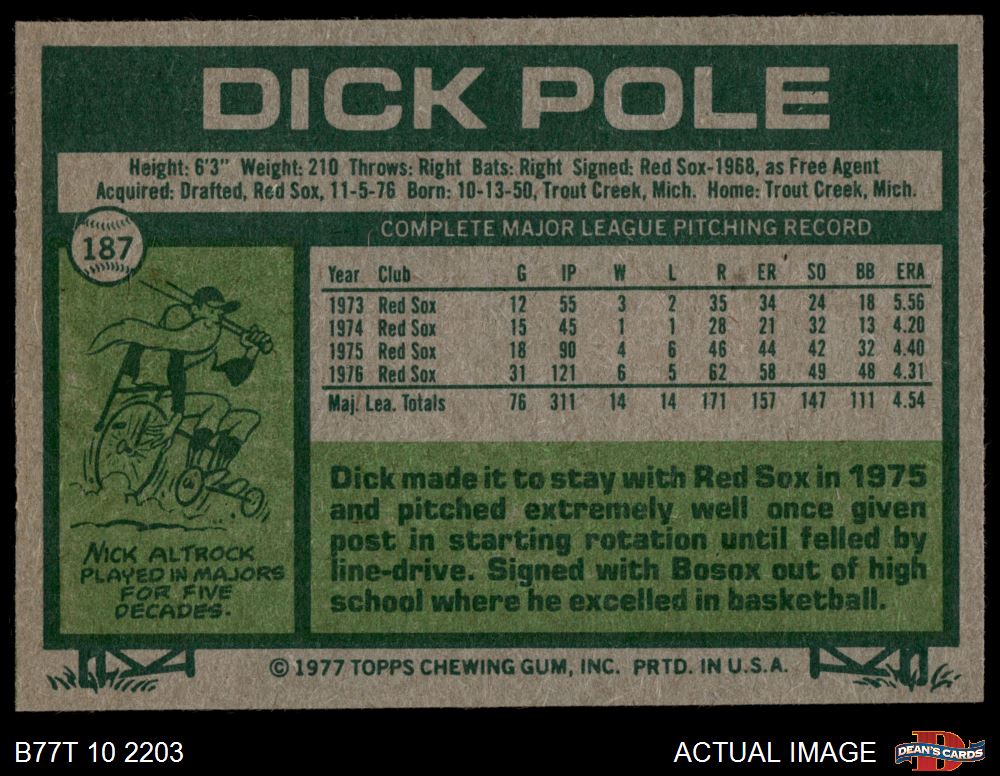 DICK POLE
Height: 6'3" Weight: 210 Throws: Right Bats: Right Signed: Red Sox-1968, as Free Agent
Acquired: Drafted, Red Sox, 11-5-76 Born: 10-13-50, Trout Creek, Mich. Home: Trout Creek, Mich.
187
COMPLETE MAJOR LEAGUE PITCHING RECORD
Year Club G IP W L R ER SO BB ERA
1973 Red Sox 12 55 3 2 35 34 24 18 5.56
1974 Red Sox 15 45 1 1 28 21 32 13 4.20
1975 Red Sox 18 90 4 6 46 44 42 32 4.40
1976 Red Sox 31 121 6 5 62 58 49 48 4.31
Maj. Lea. Totals 76 311 14 14 171 157 147 111 4.54
NICK ALTROCK
PLAYED IN MAJORS
FOR FIVE
DECADES.
Dick made it to stay with Red Sox in 1975
and pitched extremely well once given
post in starting rotation until felled by
line-drive. Signed with Bosox out of high
school where he excelled in basketball.
© 1977 TOPPS CHEWING GUM, INC. PRTD. IN U.S.A.
B77T 10 2203
ACTUAL IMAGE
DEAN'S CARDS